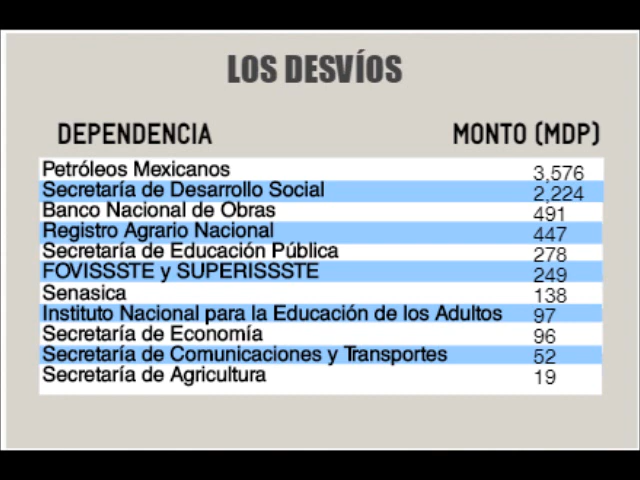 LOS DESVÍOS
DEPENDENCIA MONTO (MDP)
Petróleos Mexicanos 3,576
Secretaría de Desarrollo Social 2,224
Banco Nacional de Obras 491
Registro Agrario Nacional 447
Secretaría de Educación Pública 278
FOVISSSTE y SUPERISSSTE 249
Senasica 138
Instituto Nacional para la Educación de los Adultos 97
Secretaría de Economía 96
Secretaría de Comunicaciones y Transportes 52
Secretaría de Agricultura 19